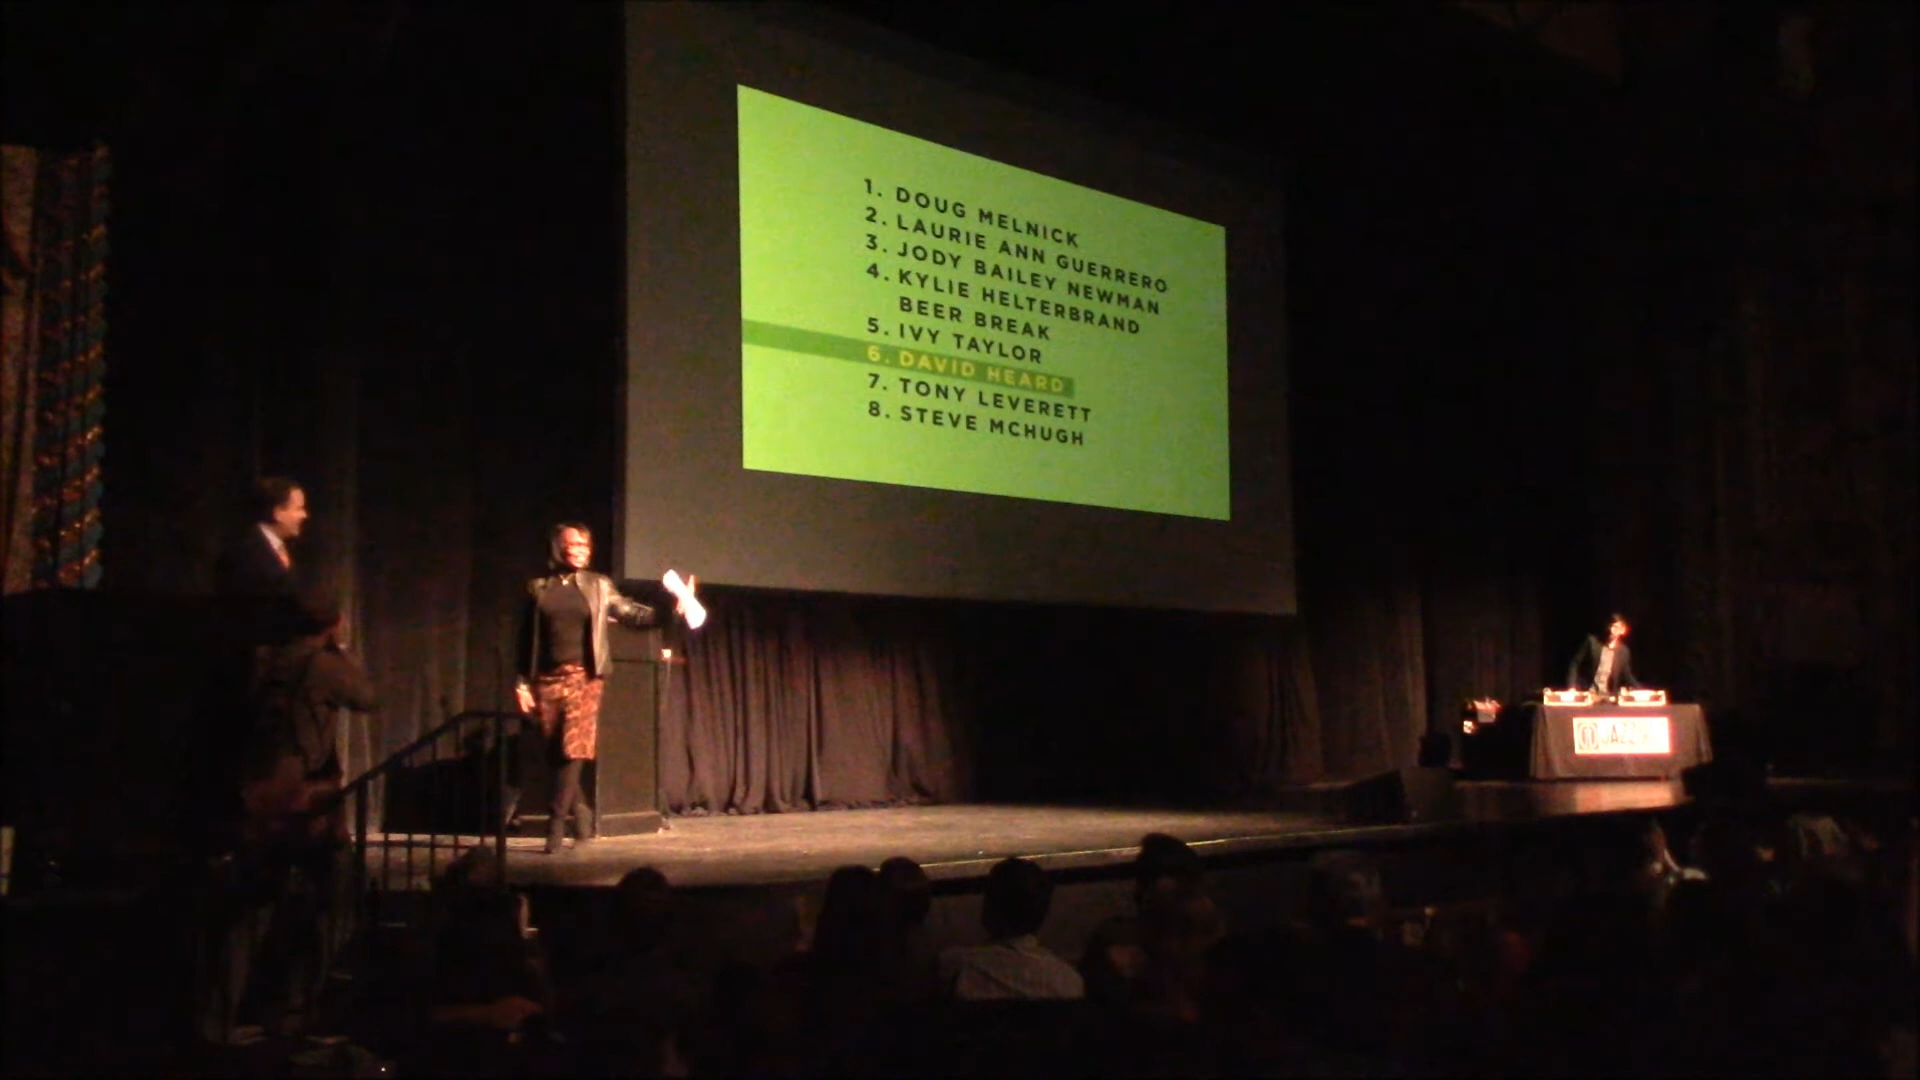 1. DOUG MELNICK
2. LAURIE ANN GUERRERO
3. JODY BAILEY NEWMAN
4. KYLIE HELTERBRAND
BEER BREAK
5. IVY TAYLOR
6. DAVID HEARD
7. TONY LEVERETT
8. STEVE MCHUGH